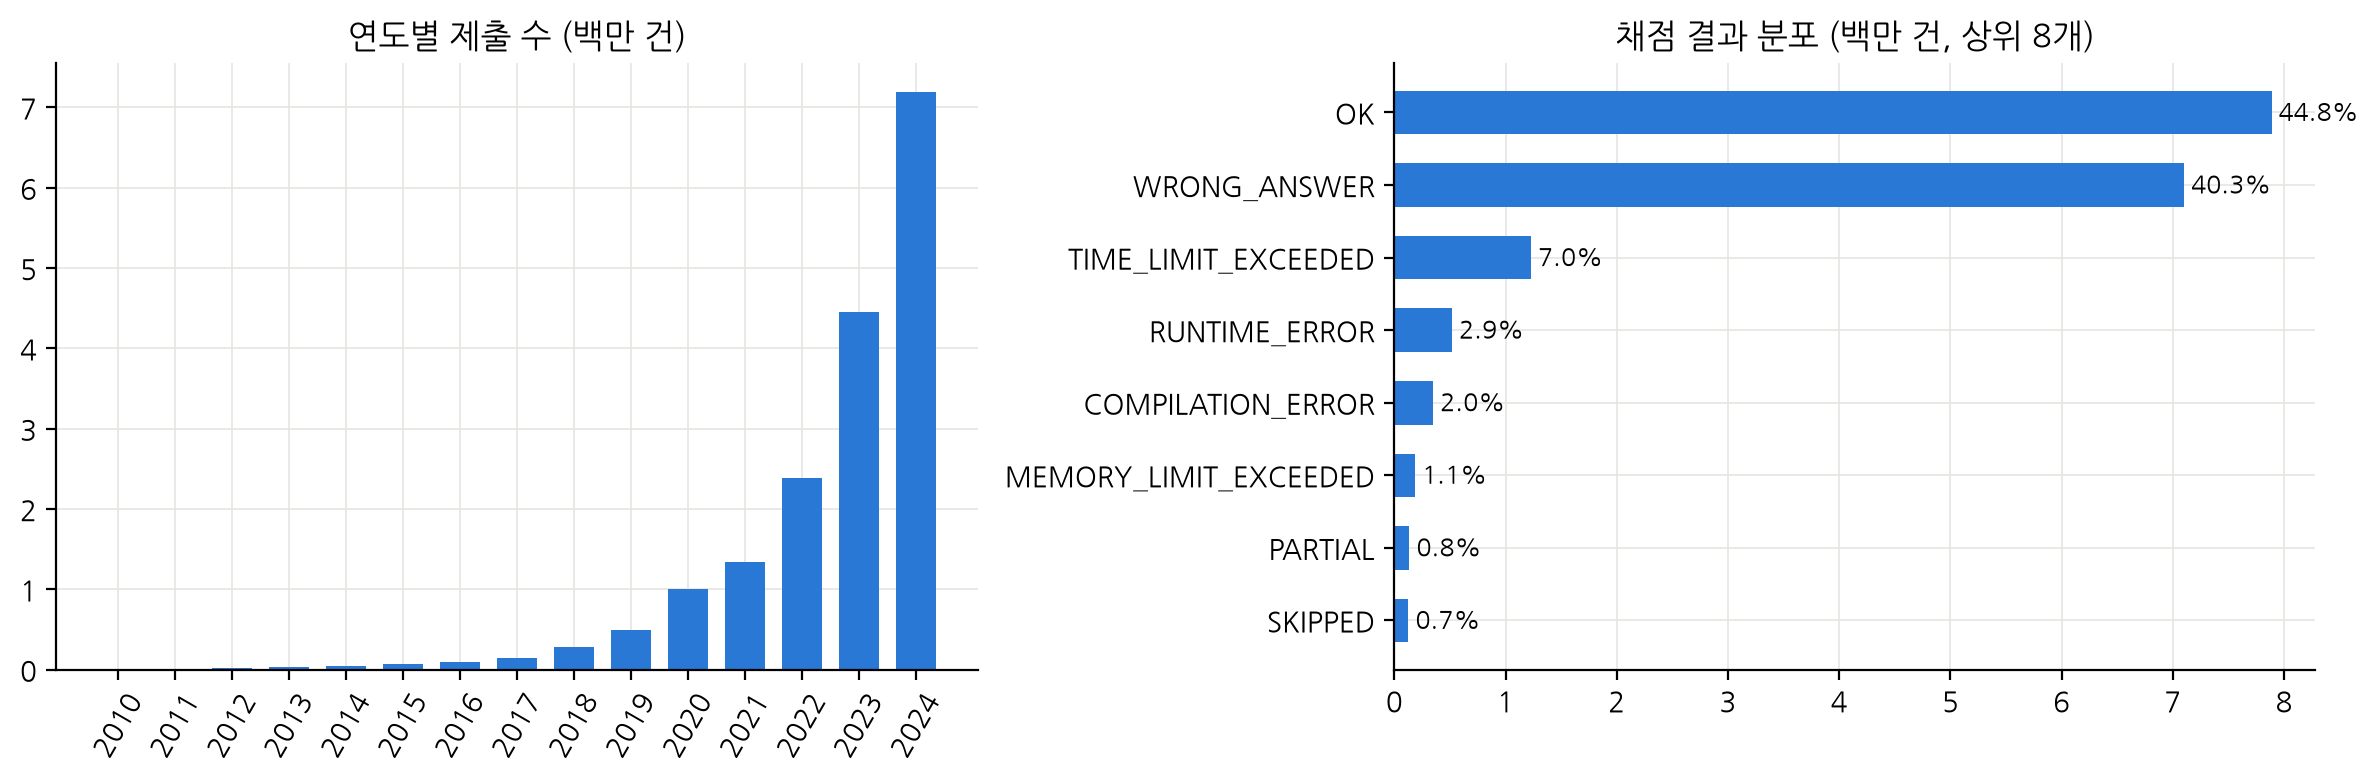 연도별 제출 수 (백만 건)
7
6
5
4
3
2
1
0
2010
2011
2012
2013
2014
2015
2016
2017
2018
2019
2020
2021
2022
2023
2024
채점 결과 분포 (백만 건, 상위 8개)
OK 44.8%
WRONG_ANSWER 40.3%
TIME_LIMIT_EXCEEDED 7.0%
RUNTIME_ERROR 2.9%
COMPILATION_ERROR 2.0%
MEMORY_LIMIT_EXCEEDED 1.1%
PARTIAL 0.8%
SKIPPED 0.7%
0 1 2 3 4 5 6 7 8